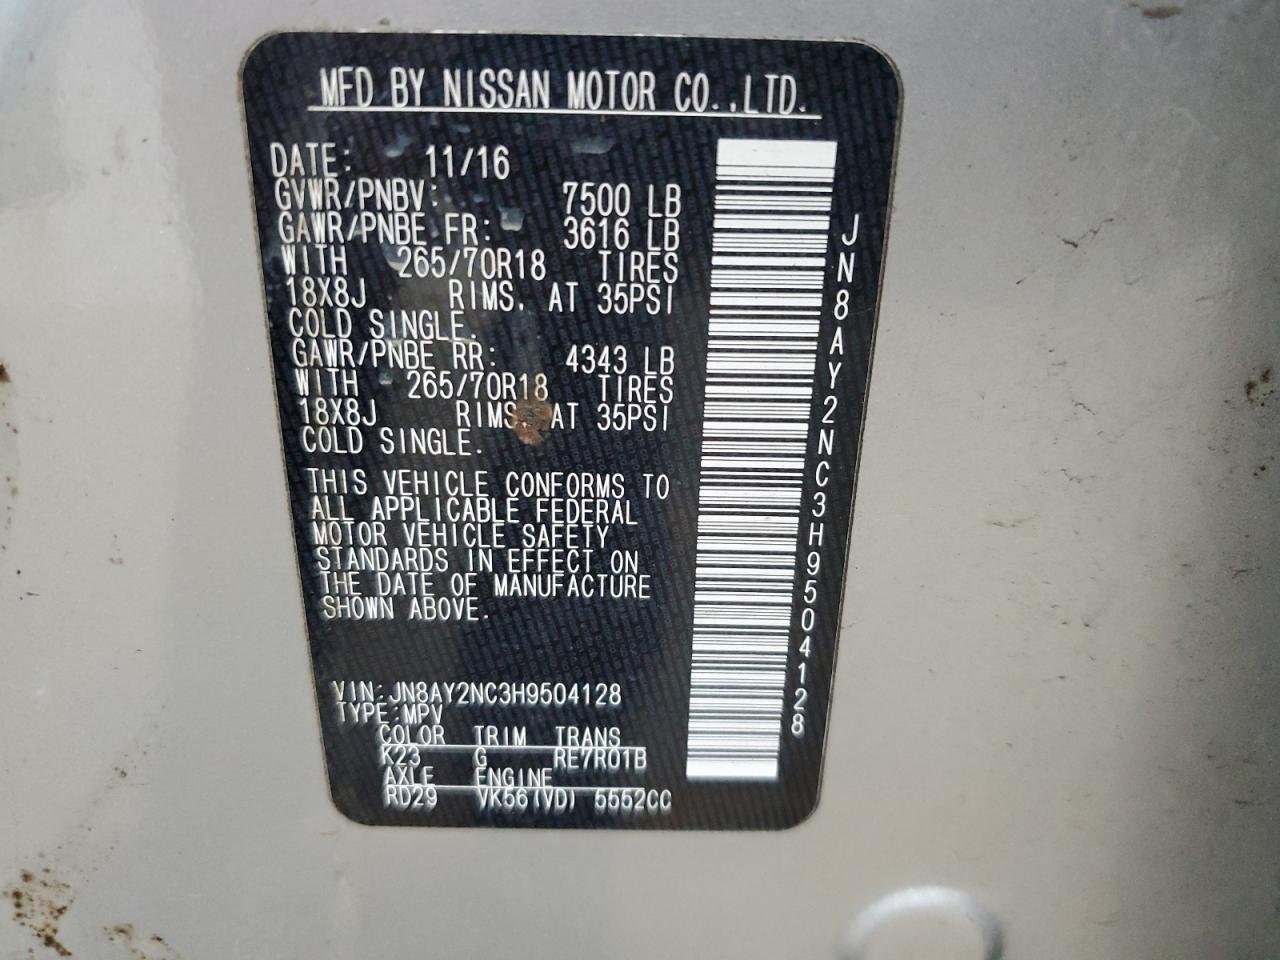 MFD BY NISSAN MOTOR CO.,LTD.
DATE: 11/16
GVWR/PNBV: 7500 LB
GAWR/PNBE FR: 3616 LB
WITH 265/70R18 TIRES
18X8J RIMS. AT 35PSI
COLD SINGLE.
GAWR/PNBE RR: 4343 LB
WITH 265/70R18 TIRES
18X8J RIMS AT 35PSI
COLD SINGLE.
THIS VEHICLE CONFORMS TO
ALL APPLICABLE FEDERAL
MOTOR VEHICLE SAFETY
STANDARDS IN EFFECT ON
THE DATE OF MANUFACTURE
SHOWN ABOVE.
VIN:JN8AY2NC3H9504128
TYPE:MPV
COLOR TRIM TRANS
K23 G RE7R01B
AXLE ENGINE
RD29 VK56(VD) 5552CC
JN8AY2NC3H9504128